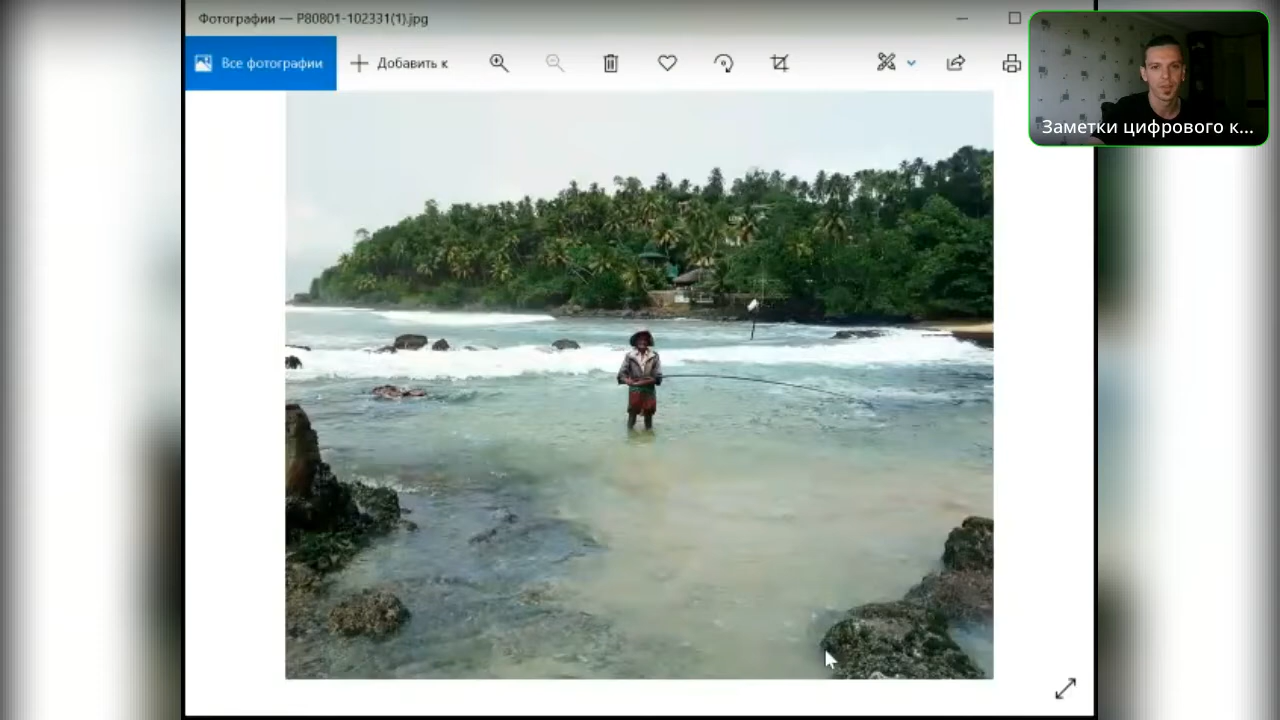 Фотографии — P80801-102331(1).jpg
Все фотографии
Добавить к
Заметки цифрового к...